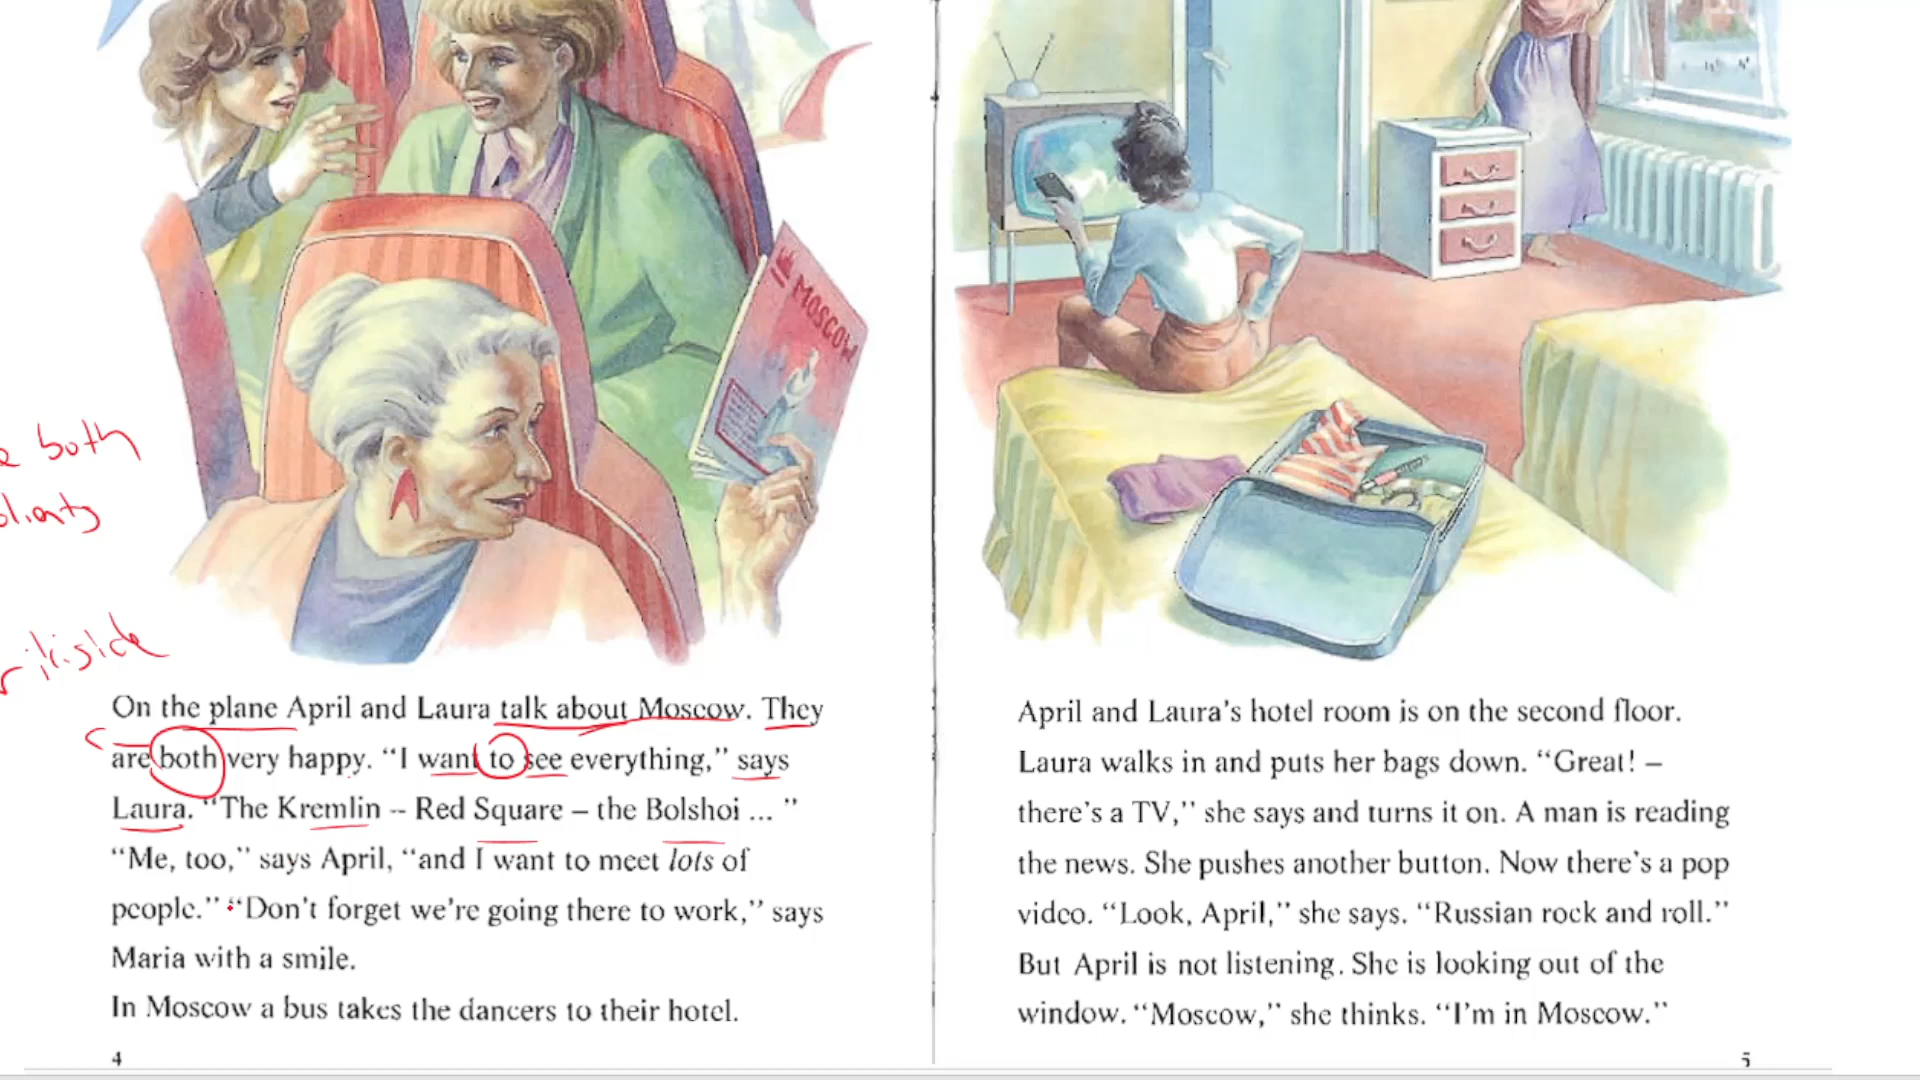 MOSCOW
both
On the plane April and Laura talk about Moscow. They
are both very happy. “I want to see everything,” says
Laura. “The Kremlin – Red Square – the Bolshoi ... ”
“Me, too,” says April, “and I want to meet lots of
people.” “Don’t forget we’re going there to work,” says
Maria with a smile.
In Moscow a bus takes the dancers to their hotel.
4
April and Laura’s hotel room is on the second floor.
Laura walks in and puts her bags down. “Great! –
there’s a TV,” she says and turns it on. A man is reading
the news. She pushes another button. Now there’s a pop
video. “Look, April,” she says. “Russian rock and roll.”
But April is not listening. She is looking out of the
window. “Moscow,” she thinks. “I’m in Moscow.”
5